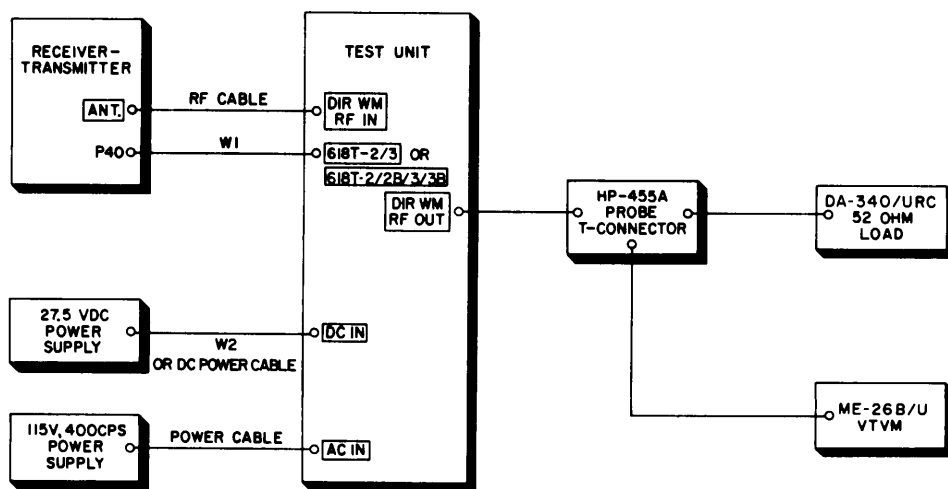 RECEIVER-
TRANSMITTER
ANT.
P40
RF CABLE
W1
TEST UNIT
DIR WM
RF IN
618T-2/3 OR
618T-2/2B/3/3B
DIR WM
RF OUT
HP-455A
PROBE
T-CONNECTOR
DA-340/URC
52 OHM
LOAD
27.5 VDC
POWER
SUPPLY
W2
OR DC POWER CABLE
DC IN
ME-26B/U
VTVM
115V, 400CPS
POWER
SUPPLY
POWER CABLE
AC IN